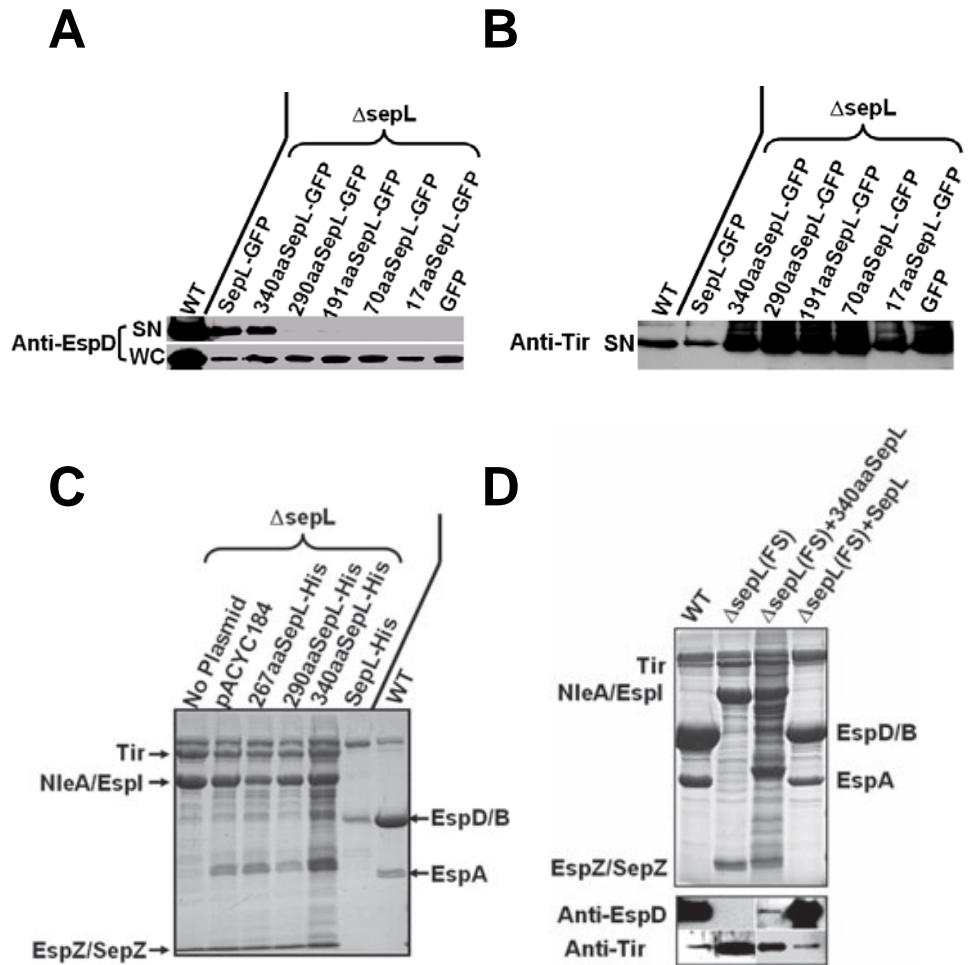 A
ΔsepL
WT
SepL-GFP
340aaSepL-GFP
290aaSepL-GFP
191aaSepL-GFP
70aaSepL-GFP
17aaSepL-GFP
GFP
Anti-EspD
SN
WC
B
ΔsepL
WT
SepL-GFP
340aaSepL-GFP
290aaSepL-GFP
191aaSepL-GFP
70aaSepL-GFP
17aaSepL-GFP
GFP
Anti-Tir SN
C
ΔsepL
No Plasmid
pACYC184
267aaSepL-His
290aaSepL-His
340aaSepL-His
SepL-His
WT
Tir
NleA/EspI
EspD/B
EspA
EspZ/SepZ
D
WT
ΔsepL(FS)
ΔsepL(FS)+340aaSepL
ΔsepL(FS)+SepL
Tir
NleA/EspI
EspD/B
EspA
EspZ/SepZ
Anti-EspD
Anti-Tir